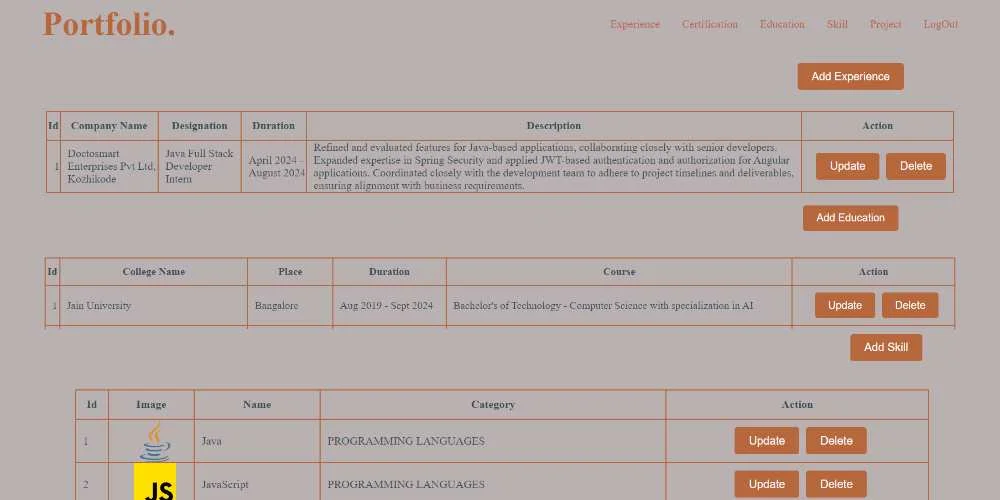 Portfolio.
Experience Certification Education Skill Project LogOut
Add Experience
Id Company Name Designation Duration Description Action
1
Doctosmart
Enterprises Pvt Ltd,
Kozhikode
Java Full Stack
Developer
Intern
April 2024 -
August 2024
Refined and evaluated features for Java-based applications, collaborating closely with senior developers.
Expanded expertise in Spring Security and applied JWT-based authentication and authorization for Angular
applications. Coordinated closely with the development team to adhere to project timelines and deliverables,
ensuring alignment with business requirements.
Update Delete
Add Education
Id College Name Place Duration Course Action
1 Jain University Bangalore Aug 2019 - Sept 2024 Bachelor's of Technology - Computer Science with specialization in AI Update Delete
Add Skill
Id Image Name Category Action
1 Java PROGRAMMING LANGUAGES Update Delete
2 JS JavaScript PROGRAMMING LANGUAGES Update Delete